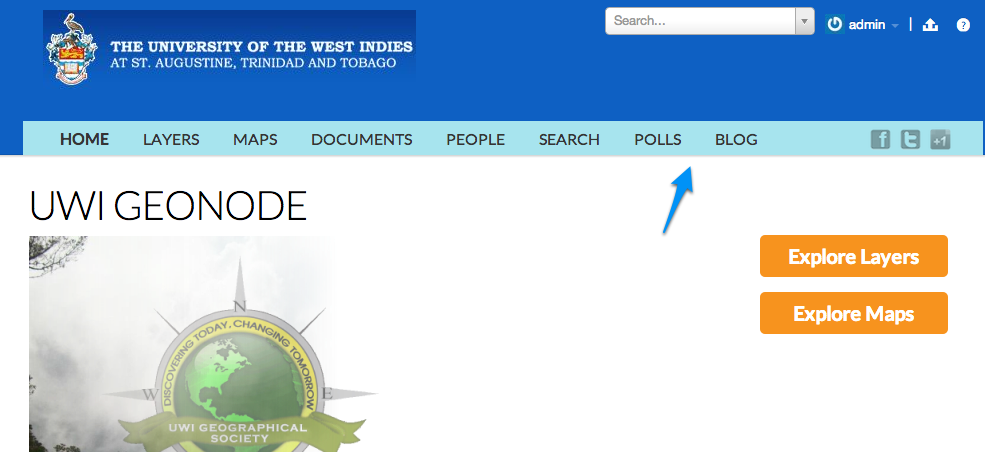 THE UNIVERSITY OF THE WEST INDIES
AT ST. AUGUSTINE, TRINIDAD AND TOBAGO
Search...
admin
|
?
HOME LAYERS MAPS DOCUMENTS PEOPLE SEARCH POLLS BLOG
f t +1
UWI GEONODE
Explore Layers
Explore Maps
N
DISCOVERING TODAY, CHANGING TOMORROW
W E
UWI GEOGRAPHICAL
SOCIETY